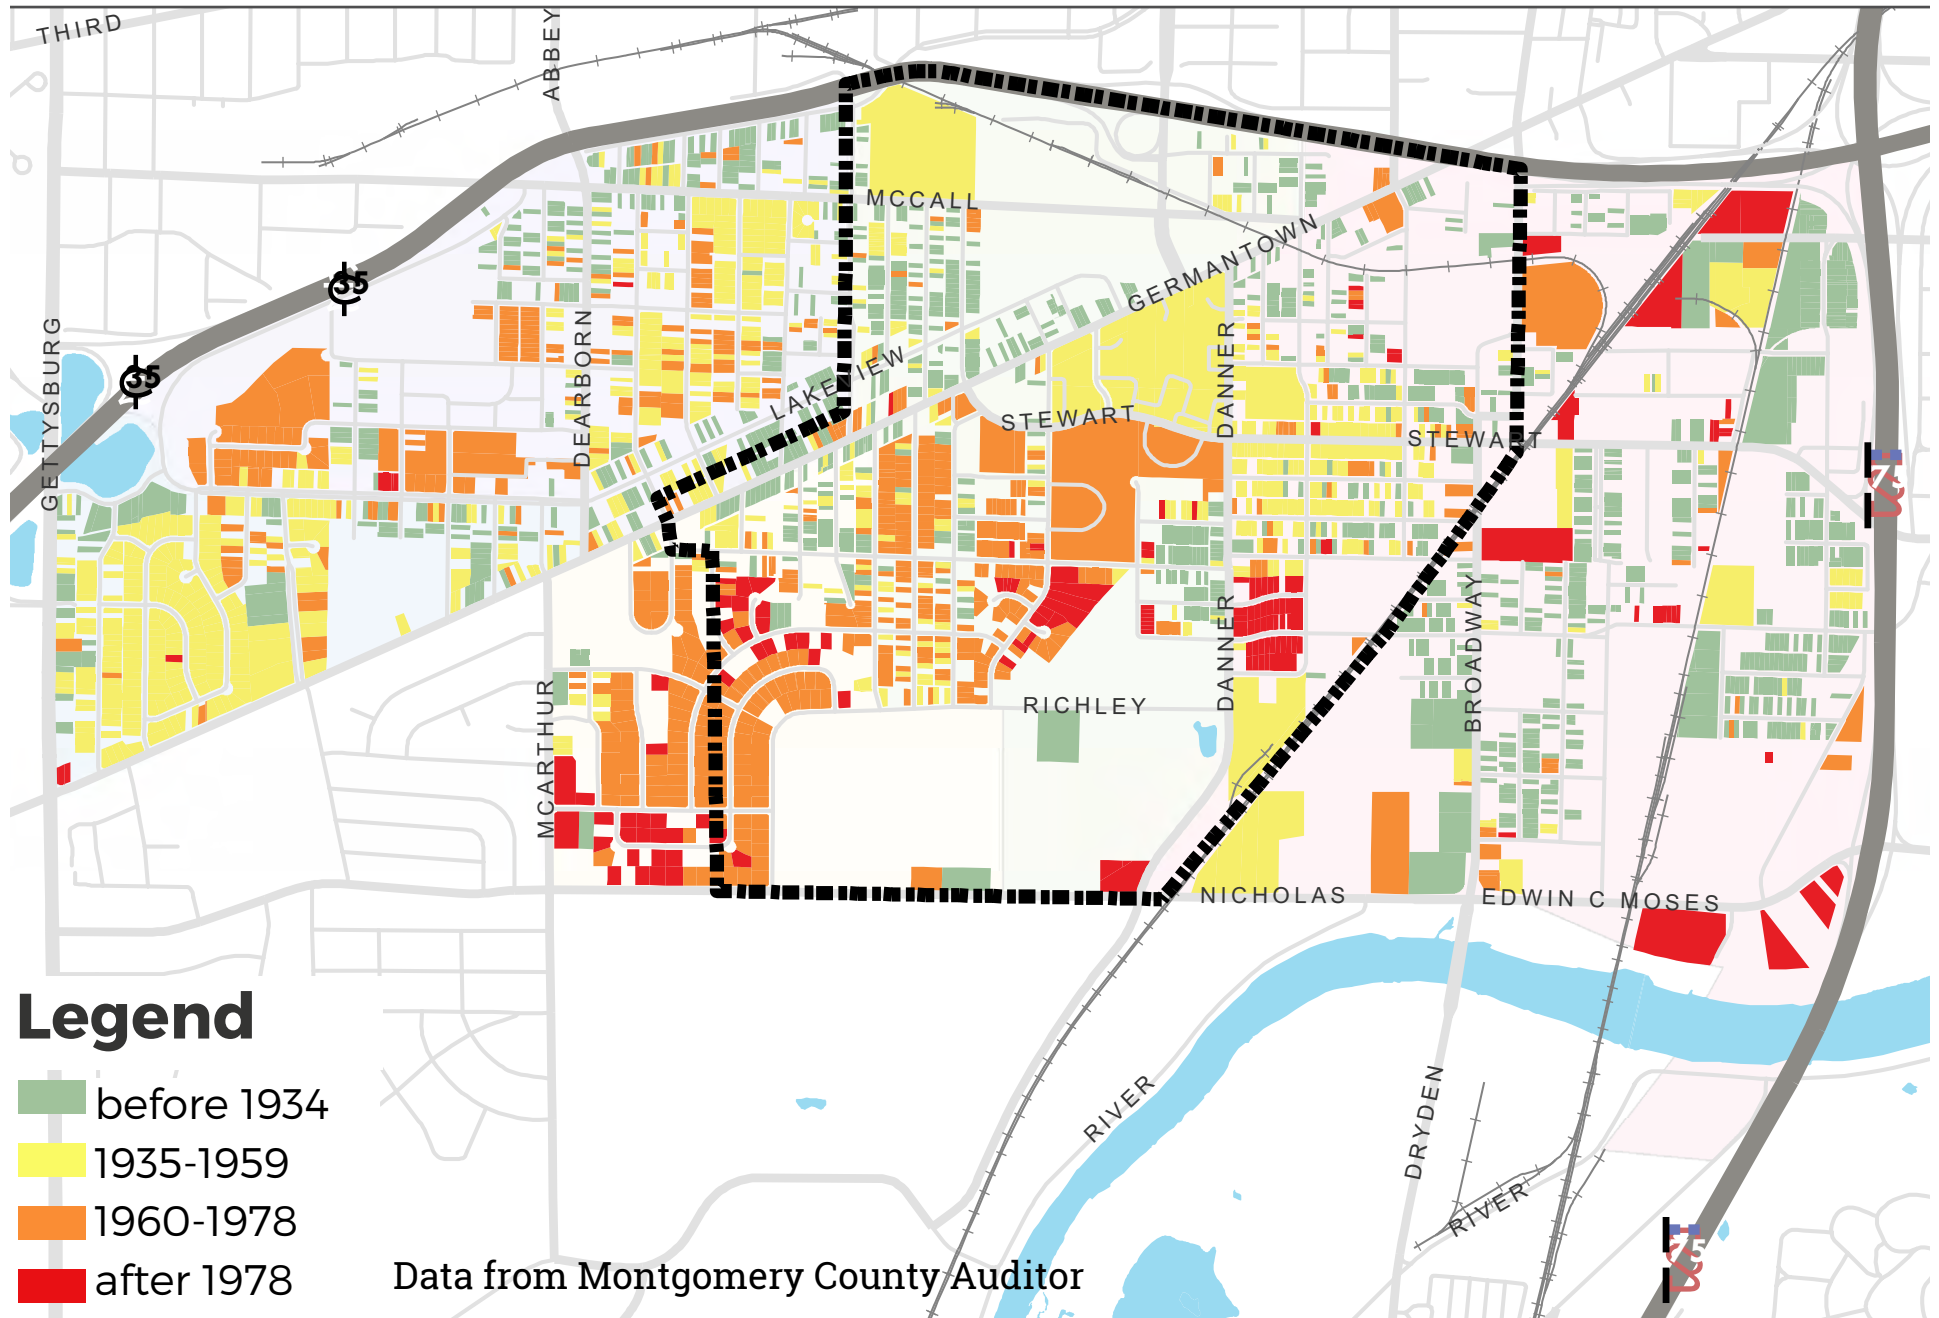 THIRD
ABBEY
MCCALL
GERMANTOWN
35
35
GETTYSBURG
DEARBORN
LAKEVIEW
STEWART
DANNER
STEWART
MCARTHUR
RICHLEY
DANNER
BROADWAY
NICHOLAS
EDWIN C MOSES
RIVER
DRYDEN
RIVER
Legend
before 1934
1935-1959
1960-1978
after 1978
Data from Montgomery County Auditor